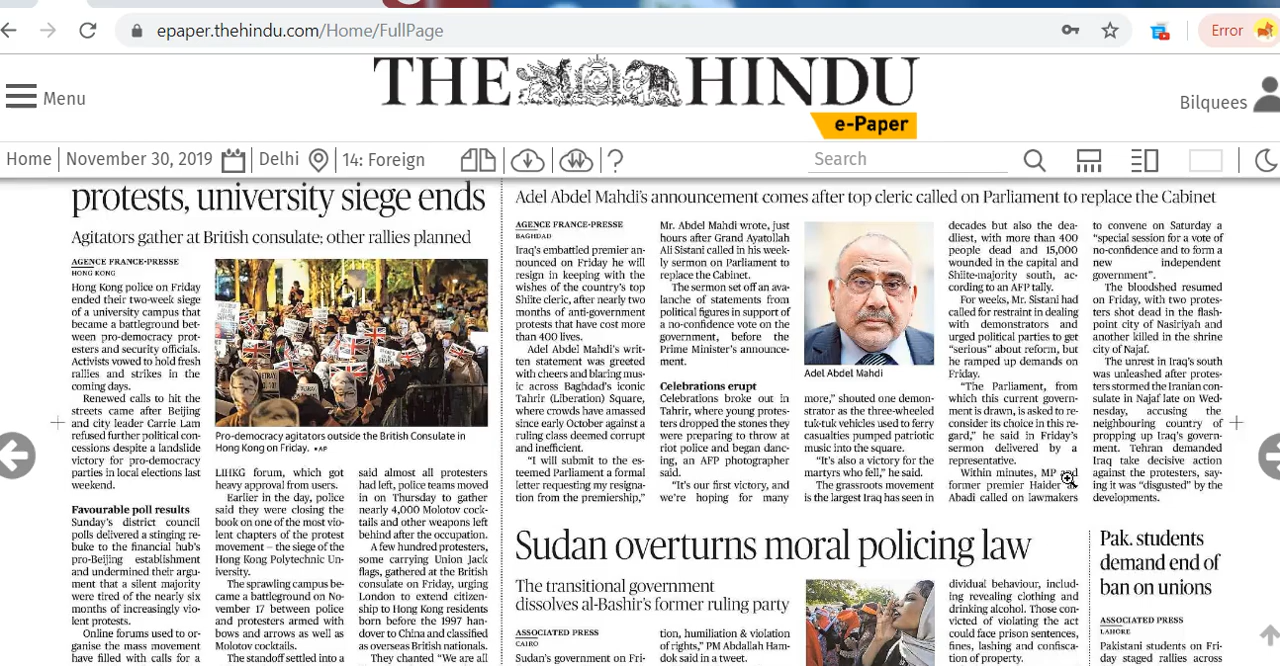 epaper.thehindu.com/Home/FullPage
Error
THE HINDU
e-Paper
Menu
Bilquees
Home
November 30, 2019
Delhi
14: Foreign
Search
protests, university siege ends
Agitators gather at British consulate; other rallies planned
AGENCE FRANCE-PRESSE
HONG KONG
Hong Kong police on Friday
ended their two-week siege
of a university campus that
became a battleground bet-
ween pro-democracy prot-
esters and security officials.
Activists vowed to hold fresh
rallies and strikes in the
coming days.
Renewed calls to hit the
streets came after Beijing
and city leader Carrie Lam
refused further political con-
cessions despite a landslide
victory for pro-democracy
parties in local elections last
weekend.
Favourable poll results
Sunday's district council
polls delivered a stinging re-
buke to the financial hub's
pro-Beijing establishment
and undermined their argu-
ment that a silent majority
were tired of the nearly six
months of increasingly vio-
lent protests.
Online forums used to or-
ganise the mass movement
have filled with calls for a
Pro-democracy agitators outside the British Consulate in
Hong Kong on Friday. • AP
LIHKG forum, which got
heavy approval from users.
Earlier in the day, police
said they were closing the
book on one of the most vio-
lent chapters of the protest
movement – the siege of the
Hong Kong Polytechnic Un-
iversity.
The sprawling campus be-
came a battleground on No-
vember 17 between police
and protesters armed with
bows and arrows as well as
Molotov cocktails.
The standoff settled into a
said almost all protesters
had left, police teams moved
in on Thursday to gather
nearly 4,000 Molotov cock-
tails and other weapons left
behind after the occupation.
A few hundred protesters,
some carrying Union Jack
flags, gathered at the British
consulate on Friday, urging
London to extend citizen-
ship to Hong Kong residents
born before the 1997 han-
dover to China and classified
as overseas British nationals.
They chanted "We are all
Adel Abdel Mahdi's announcement comes after top cleric called on Parliament to replace the Cabinet
AGENCE FRANCE-PRESSE
BAGHDAD
Iraq's embattled premier an-
nounced on Friday he will
resign in keeping with the
wishes of the country's top
Shiite cleric, after nearly two
months of anti-government
protests that have cost more
than 400 lives.
Adel Abdel Mahdi's writ-
ten statement was greeted
with cheers and blaring mus-
ic across Baghdad's iconic
Tahrir (Liberation) Square,
where crowds have amassed
since early October against a
ruling class deemed corrupt
and inefficient.
"I will submit to the es-
teemed Parliament a formal
letter requesting my resigna-
tion from the premiership,"
Mr. Abdel Mahdi wrote, just
hours after Grand Ayatollah
Ali Sistani called in his week-
ly sermon on Parliament to
replace the Cabinet.
The sermon set off an ava-
lanche of statements from
political figures in support of
a no-confidence vote on the
government, before the
Prime Minister's announce-
ment.
Celebrations erupt
Celebrations broke out in
Tahrir, where young protes-
ters dropped the stones they
were preparing to throw at
riot police and began danc-
ing, an AFP photographer
said.
"It's our first victory, and
we're hoping for many
Adel Abdel Mahdi
more," shouted one demon-
strator as the three-wheeled
tuk-tuk vehicles used to ferry
casualties pumped patriotic
music into the square.
"It's also a victory for the
martyrs who fell," he said.
The grassroots movement
is the largest Iraq has seen in
decades but also the dea-
dliest, with more than 400
people dead and 15,000
wounded in the capital and
Shiite-majority south, ac-
cording to an AFP tally.
For weeks, Mr. Sistani had
called for restraint in dealing
with demonstrators and
urged political parties to get
"serious" about reform, but
he ramped up demands on
Friday.
"The Parliament, from
which this current govern-
ment is drawn, is asked to re-
consider its choice in this re-
gard," he said in Friday's
sermon delivered by a
representative.
Within minutes, MP and
former premier Haider al-
Abadi called on lawmakers
to convene on Saturday a
"special session for a vote of
no-confidence and to form a
new independent
government".
The bloodshed resumed
on Friday, with two protes-
ters shot dead in the flash-
point city of Nasiriyah and
another killed in the shrine
city of Najaf.
The unrest in Iraq's south
was unleashed after protes-
ters stormed the Iranian con-
sulate in Najaf late on Wed-
nesday, accusing the
neighbouring country of
propping up Iraq's govern-
ment. Tehran demanded
Iraq take decisive action
against the protesters, say-
ing it was "disgusted" by the
developments.
Sudan overturns moral policing law
The transitional government
dissolves al-Bashir's former ruling party
ASSOCIATED PRESS
CAIRO
Sudan's government on Fri-
tion, humiliation & violation
of rights," PM Abdallah Ham-
dok said in a tweet.
dividual behaviour, includ-
ing revealing clothing and
drinking alcohol. Those con-
victed of violating the act
could face prison sentences,
fines, lashing and confisca-
tion of property.
Pak. students
demand end of
ban on unions
ASSOCIATED PRESS
LAHORE
Pakistani students on Fri-
day staged rallies across